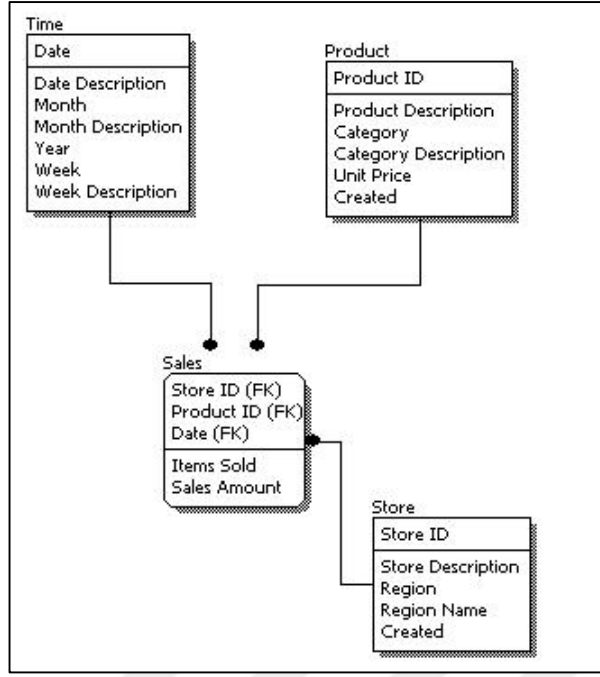 Time
Date
Date Description
Month
Month Description
Year
Week
Week Description
Product
Product ID
Product Description
Category
Category Description
Unit Price
Created
Sales
Store ID (FK)
Product ID (FK)
Date (FK)
Items Sold
Sales Amount
Store
Store ID
Store Description
Region
Region Name
Created